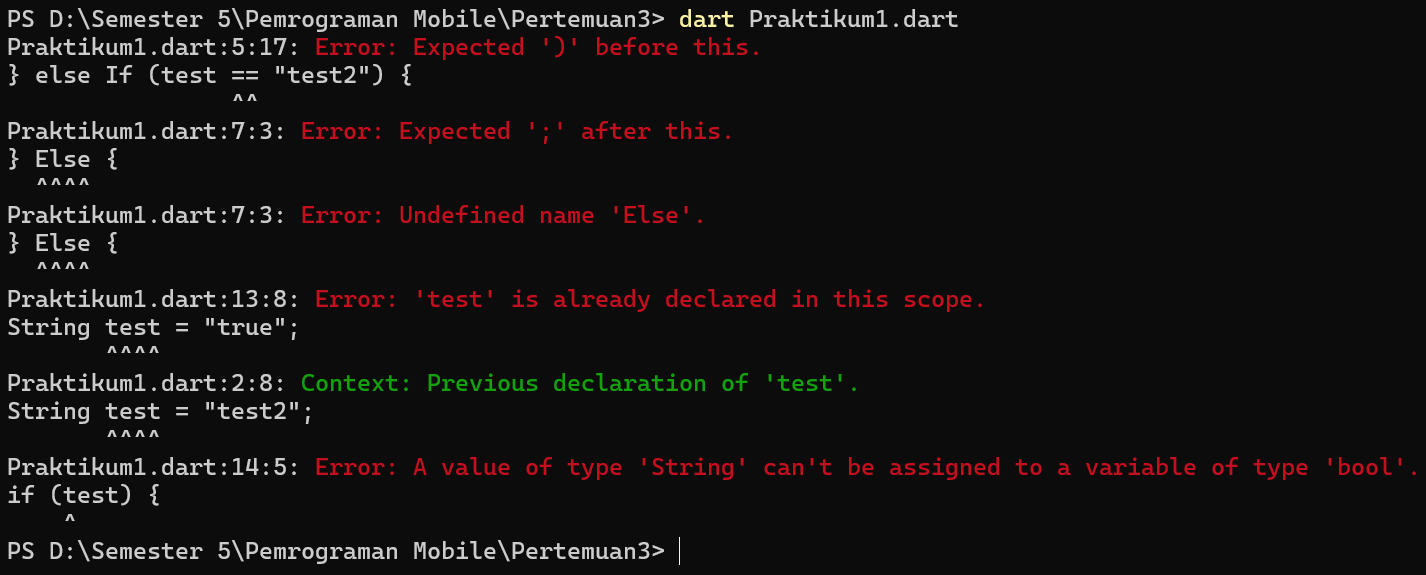 PS D:\Semester 5\Pemrograman Mobile\Pertemuan3> dart Praktikum1.dart
Praktikum1.dart:5:17: Error: Expected ')' before this.
} else If (test == "test2") {
                ^^
Praktikum1.dart:7:3: Error: Expected ';' after this.
} Else {
  ^^^^
Praktikum1.dart:7:3: Error: Undefined name 'Else'.
} Else {
  ^^^^
Praktikum1.dart:13:8: Error: 'test' is already declared in this scope.
String test = "true";
       ^^^^
Praktikum1.dart:2:8: Context: Previous declaration of 'test'.
String test = "test2";
       ^^^^
Praktikum1.dart:14:5: Error: A value of type 'String' can't be assigned to a variable of type 'bool'.
if (test) {
    ^
PS D:\Semester 5\Pemrograman Mobile\Pertemuan3>